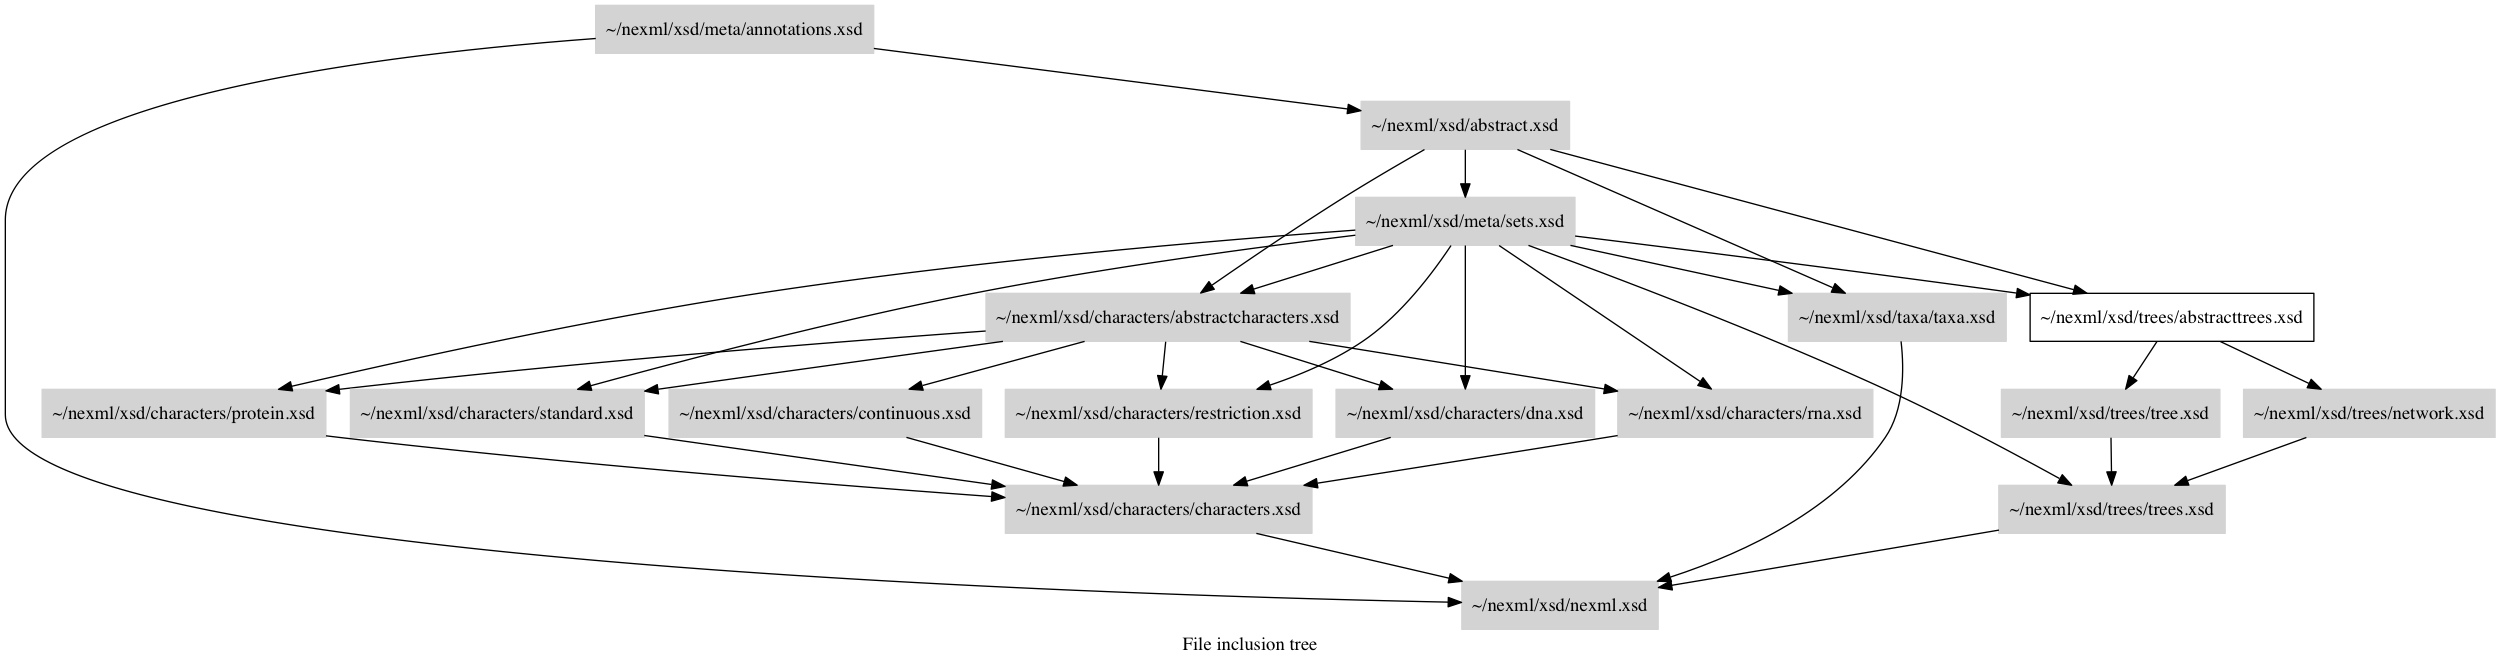 ~/nexml/xsd/meta/annotations.xsd
~/nexml/xsd/abstract.xsd
~/nexml/xsd/meta/sets.xsd
~/nexml/xsd/characters/abstractcharacters.xsd
~/nexml/xsd/taxa/taxa.xsd
~/nexml/xsd/trees/abstracttrees.xsd
~/nexml/xsd/characters/protein.xsd
~/nexml/xsd/characters/standard.xsd
~/nexml/xsd/characters/continuous.xsd
~/nexml/xsd/characters/restriction.xsd
~/nexml/xsd/characters/dna.xsd
~/nexml/xsd/characters/rna.xsd
~/nexml/xsd/trees/tree.xsd
~/nexml/xsd/trees/network.xsd
~/nexml/xsd/characters/characters.xsd
~/nexml/xsd/trees/trees.xsd
~/nexml/xsd/nexml.xsd
File inclusion tree